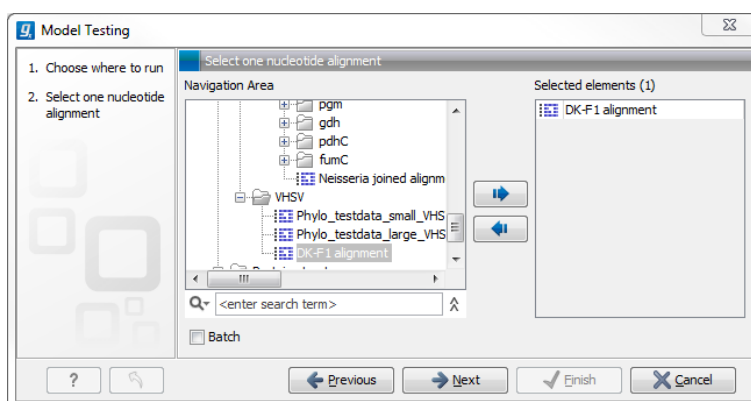 Model Testing
1. Choose where to run
2. Select one nucleotide
alignment
Select one nucleotide alignment
Navigation Area
pgm
gdh
pdhC
fumC
Neisseria joined alignm
VHSV
Phylo_testdata_small_VHS
Phylo_testdata_large_VHS
DK-F1 alignment
<enter search term>
Batch
Selected elements (1)
DK-F1 alignment
?
Previous
Next
Finish
Cancel